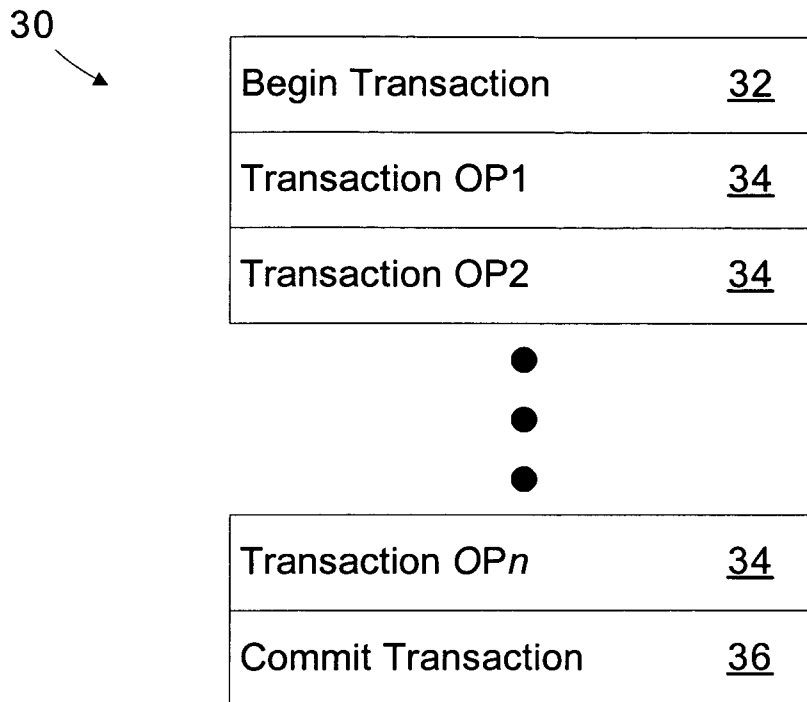 30
Begin Transaction 32
Transaction OP1 34
Transaction OP2 34
Transaction OPn 34
Commit Transaction 36